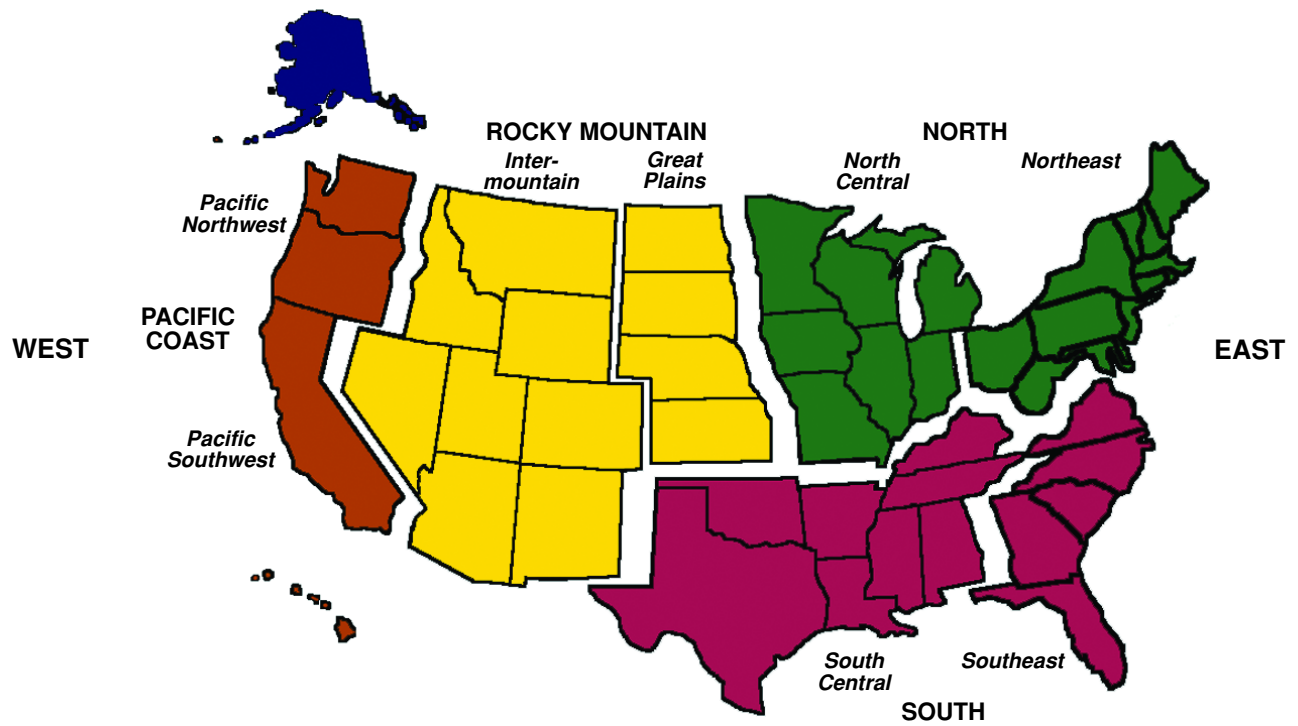 ROCKY MOUNTAIN
NORTH
Inter-
mountain
Great
Plains
North
Central
Northeast
Pacific
Northwest
PACIFIC
COAST
WEST
EAST
Pacific
Southwest
South
Central
Southeast
SOUTH